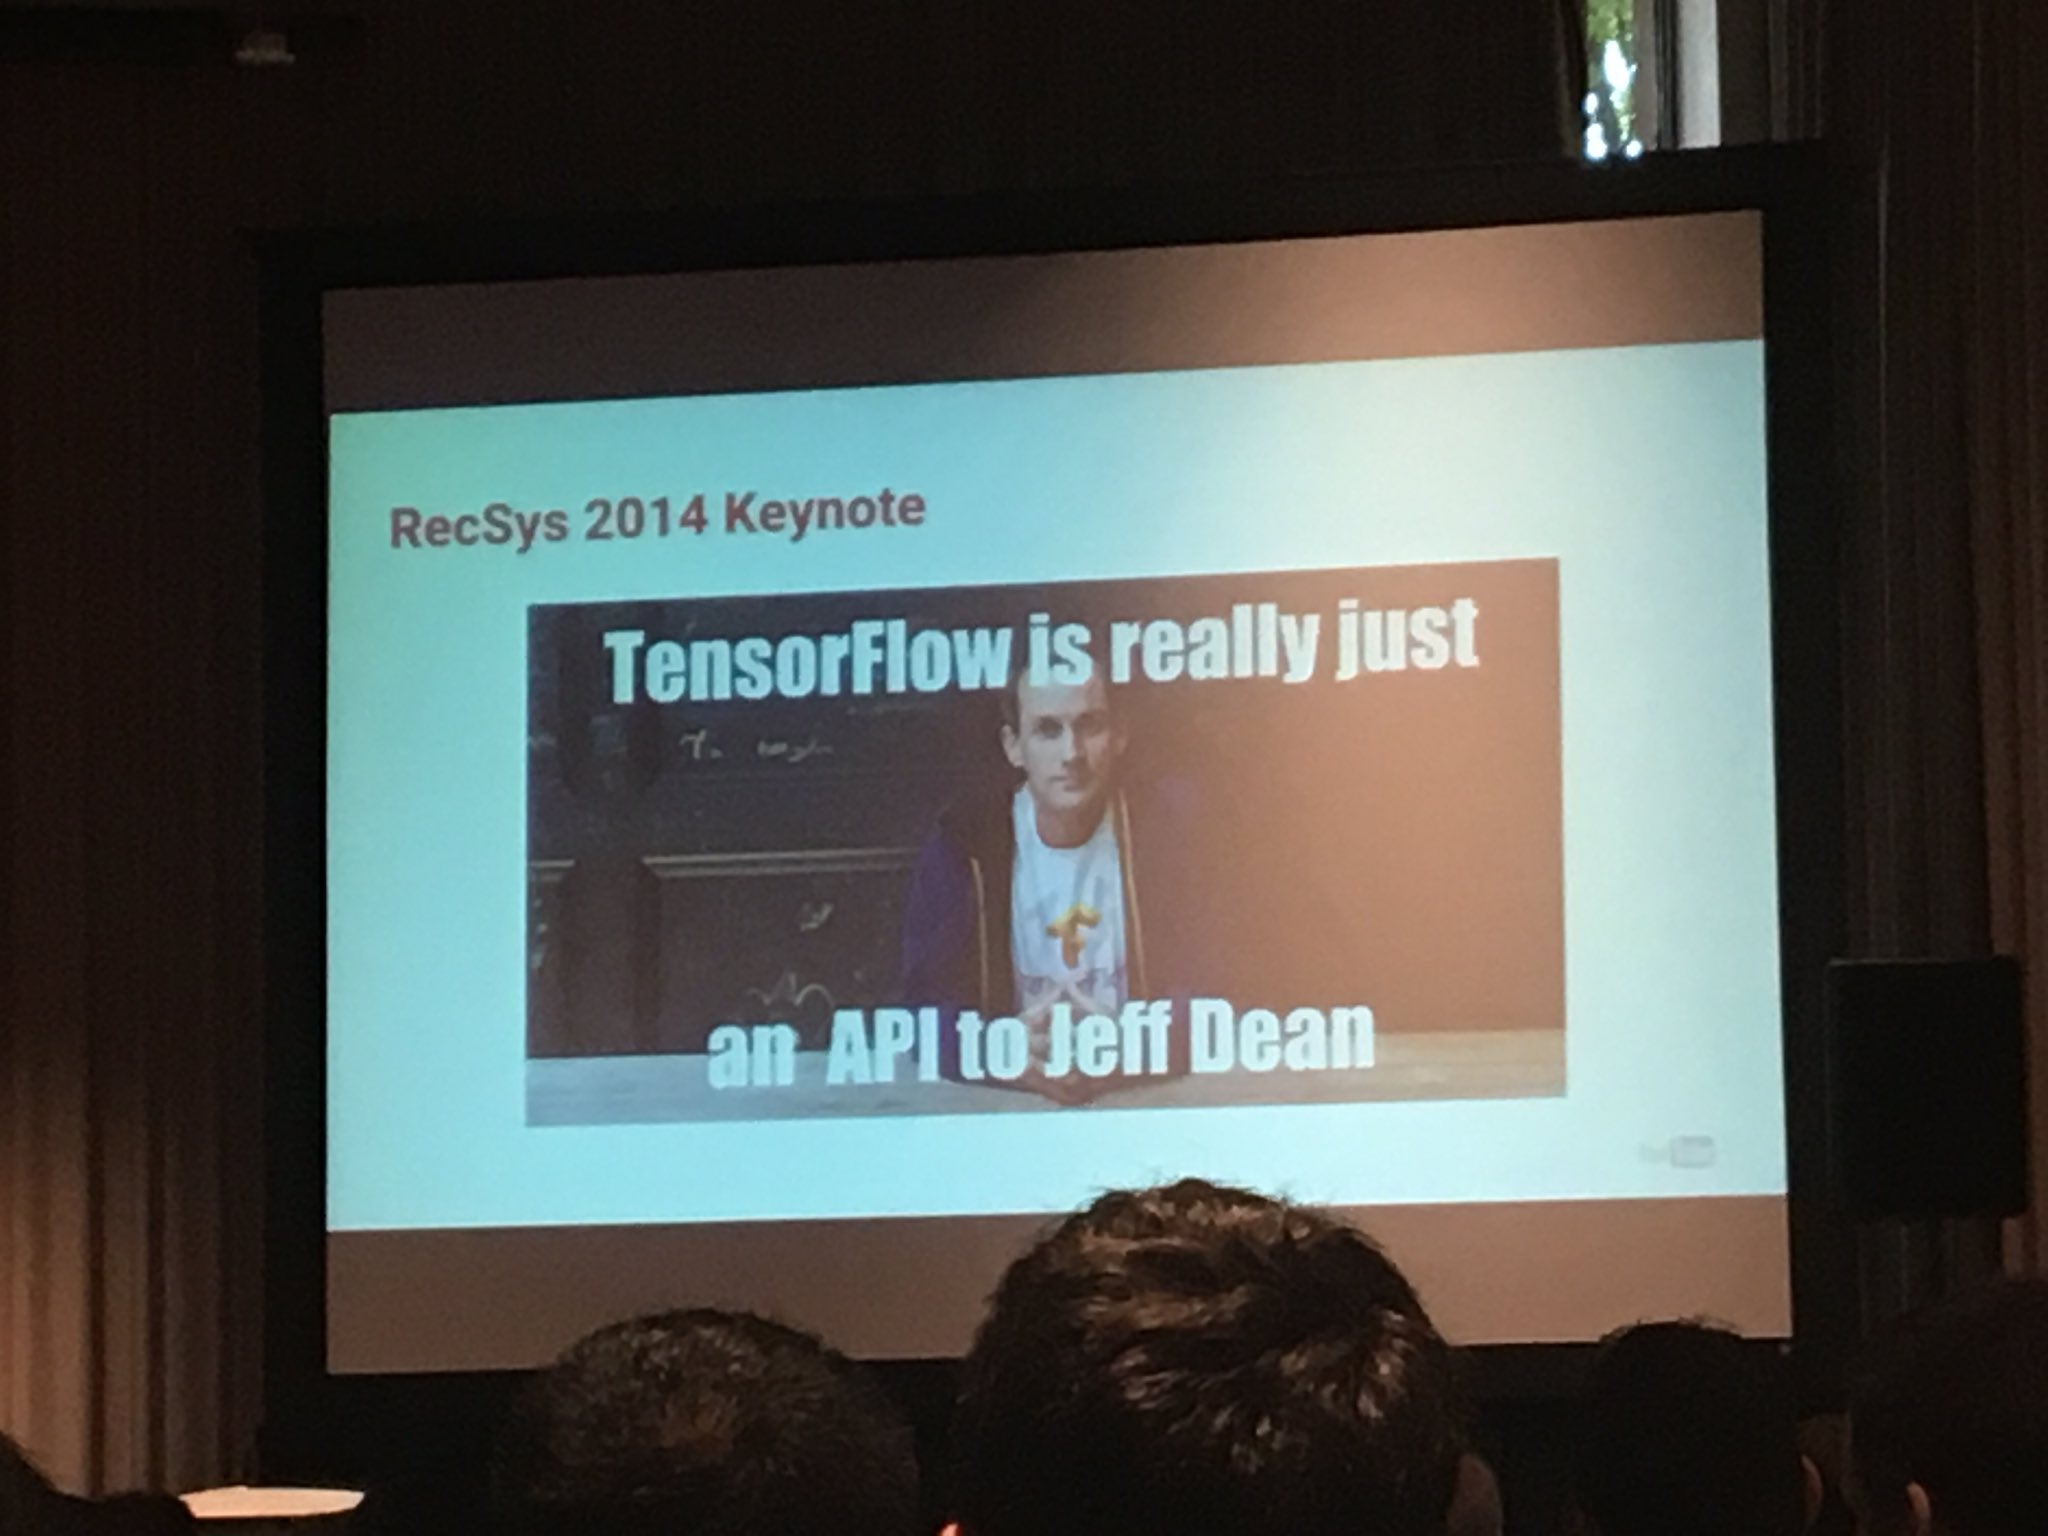 RecSys 2014 Keynote
TensorFlow is really just
an API to Jeff Dean